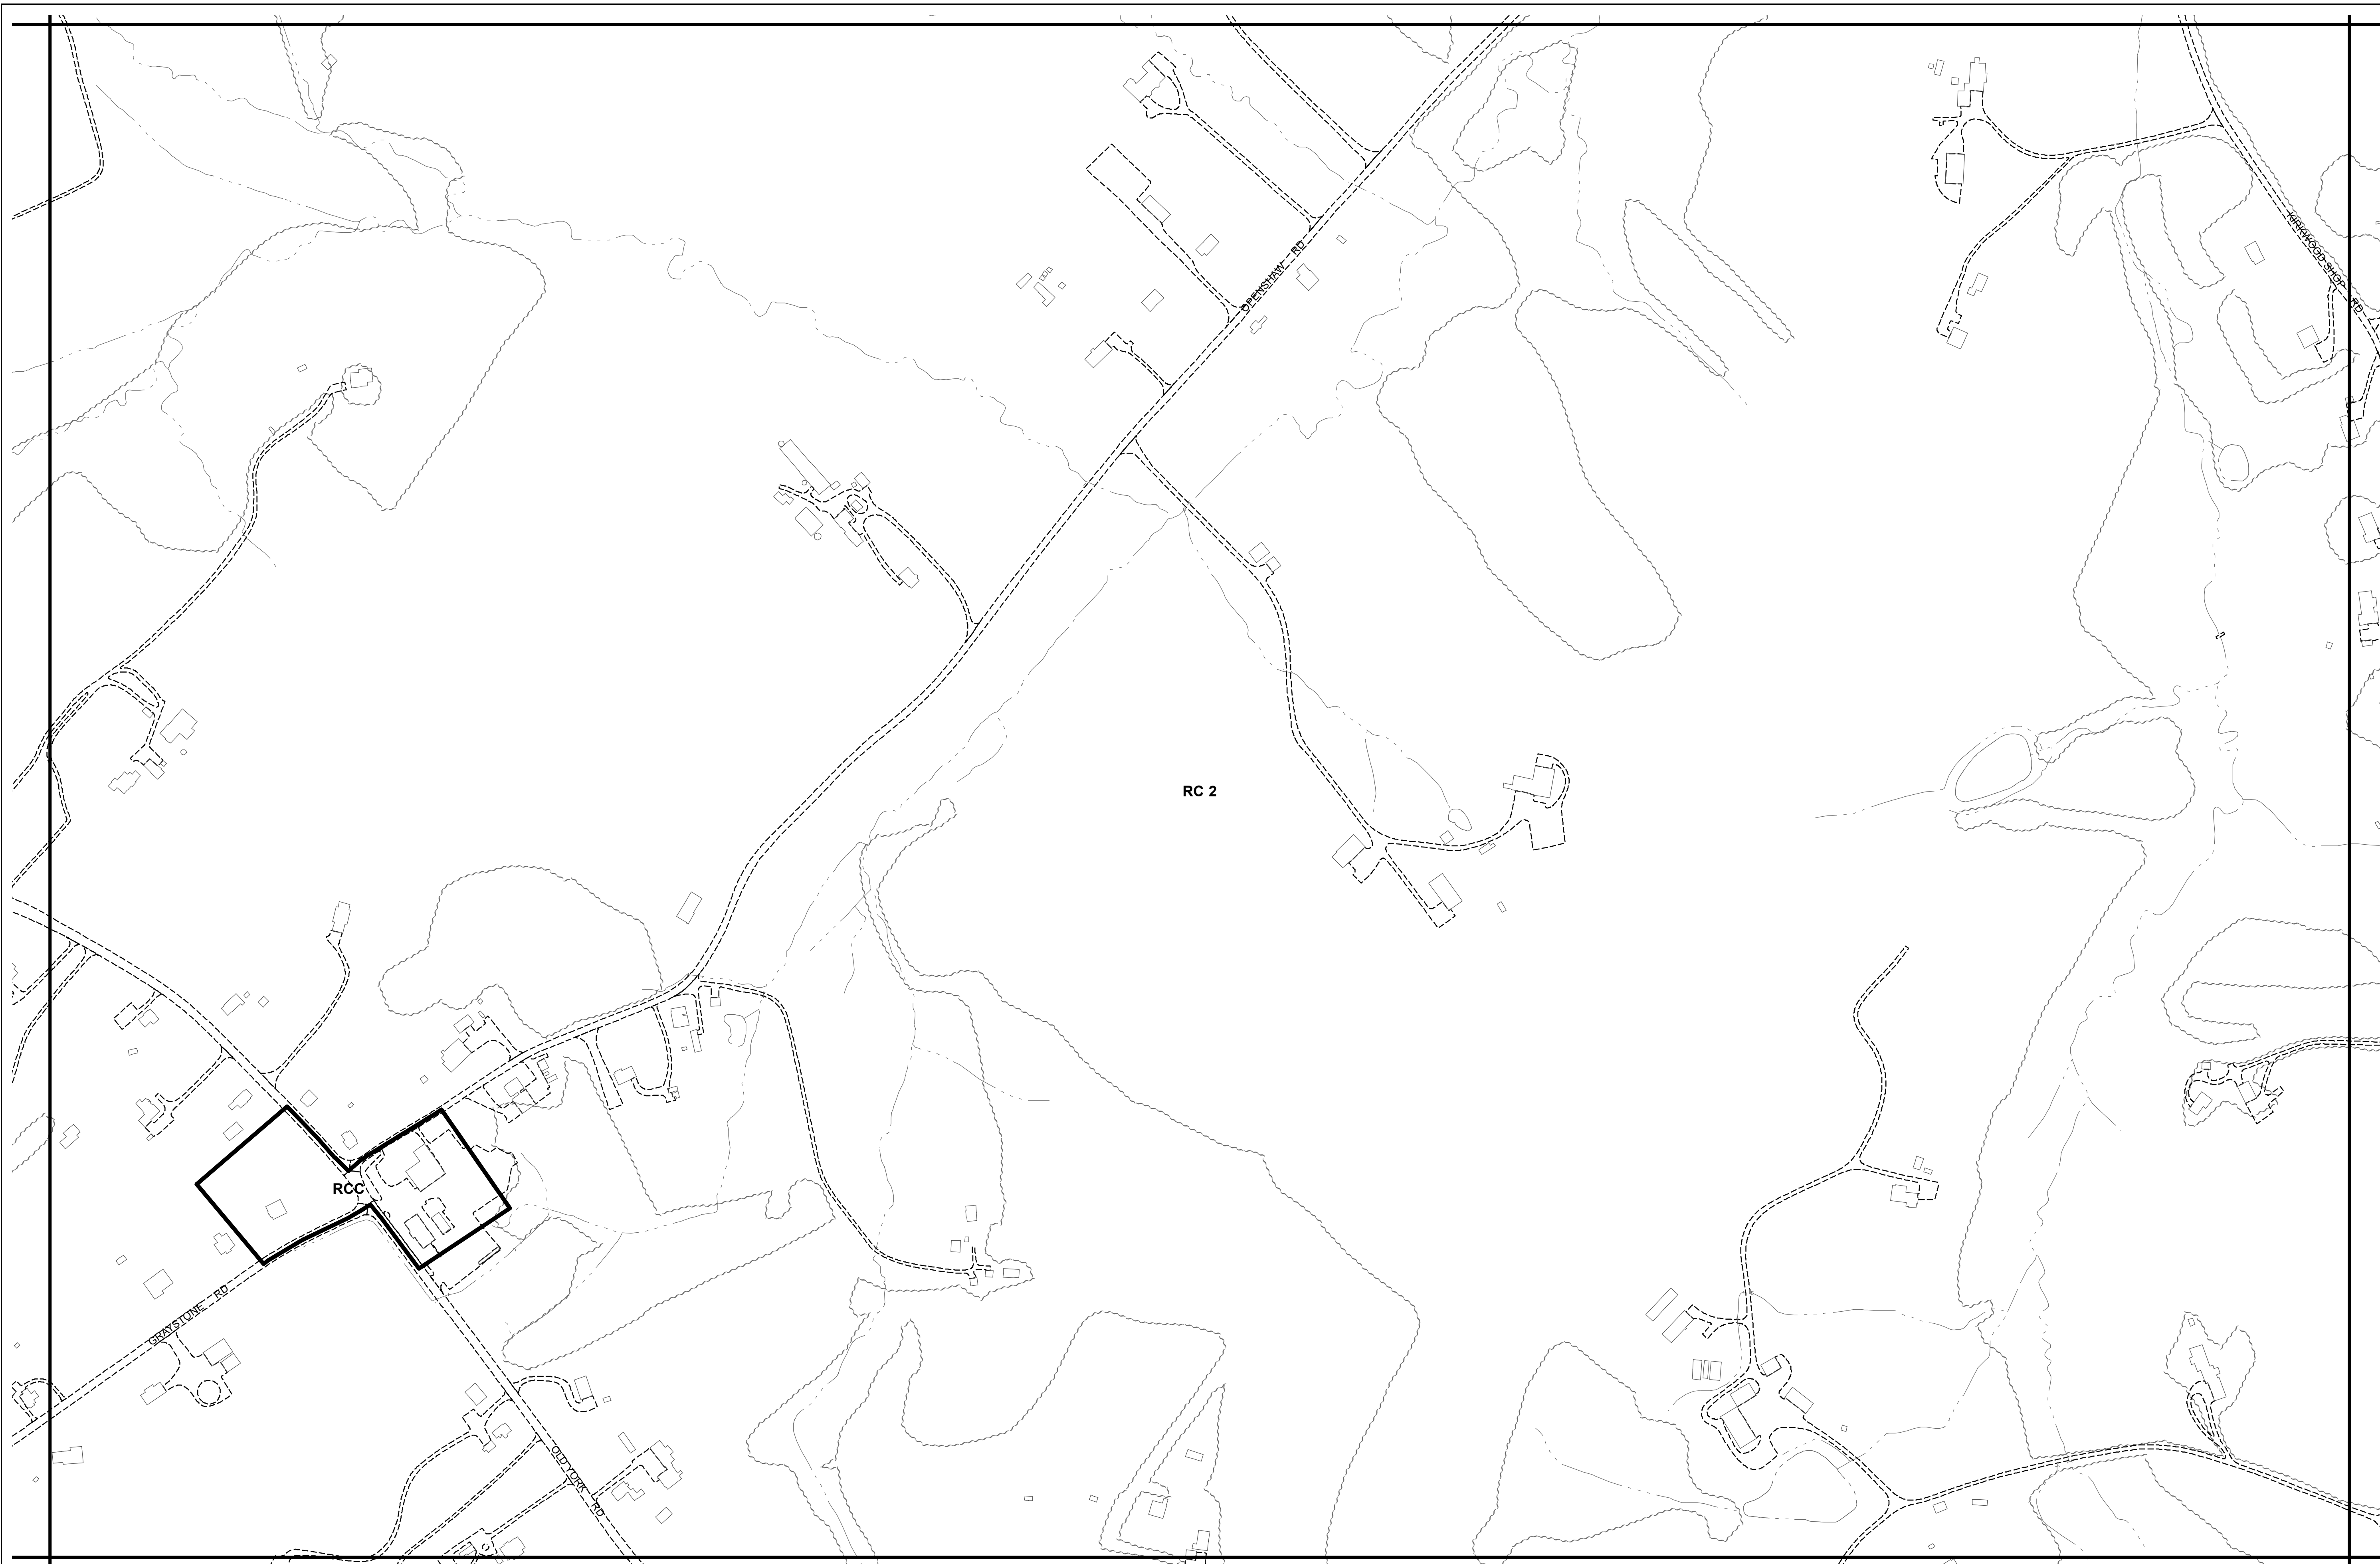 OPENSHAW RD
KIRKWOOD SHOP RD
RC 2
RCC
GRAYSTONE RD
OLD YORK RD